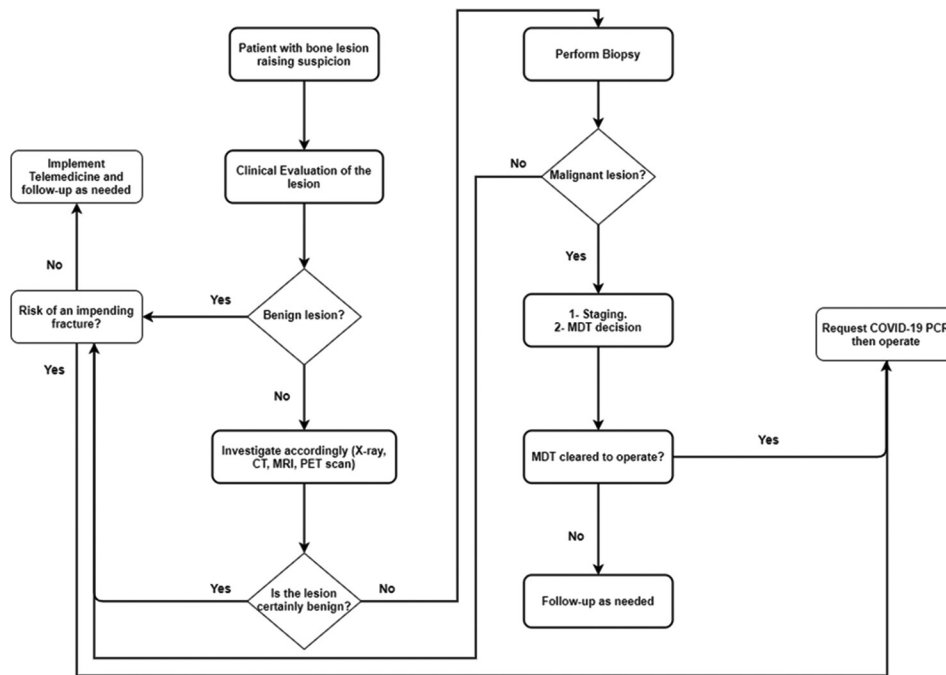 Patient with bone lesion
raising suspicion
Clinical Evaluation of the
lesion
Benign lesion?
Yes
No
Risk of an impending
fracture?
No
Yes
Implement
Telemedicine and
follow-up as needed
Investigate accordingly (X-ray,
CT, MRI, PET scan)
Is the lesion
certainly benign?
Yes
No
Perform Biopsy
Malignant lesion?
No
Yes
1- Staging.
2- MDT decision
MDT cleared to operate?
Yes
No
Follow-up as needed
Request COVID-19 PCR
then operate